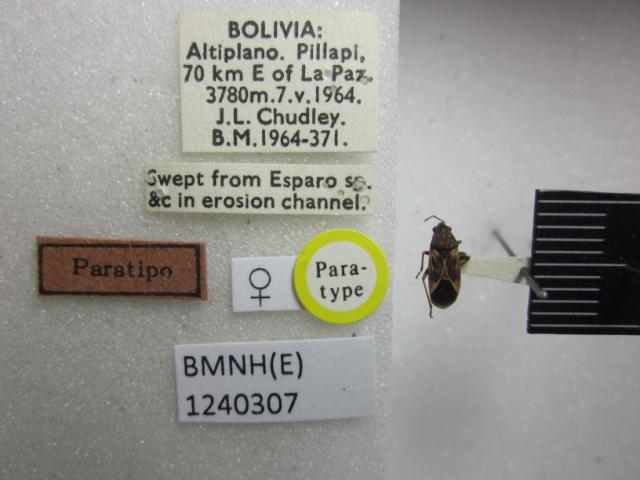 BOLIVIA:
Altiplano. Pillapi,
70 km E of La Paz.
3780m.7.v.1964.
J.L. Chudley.
B.M.1964-371.
Swept from Esparo sp.
&c in erosion channel.
Paratipo
♀
Para-
type
BMNH(E)
1240307